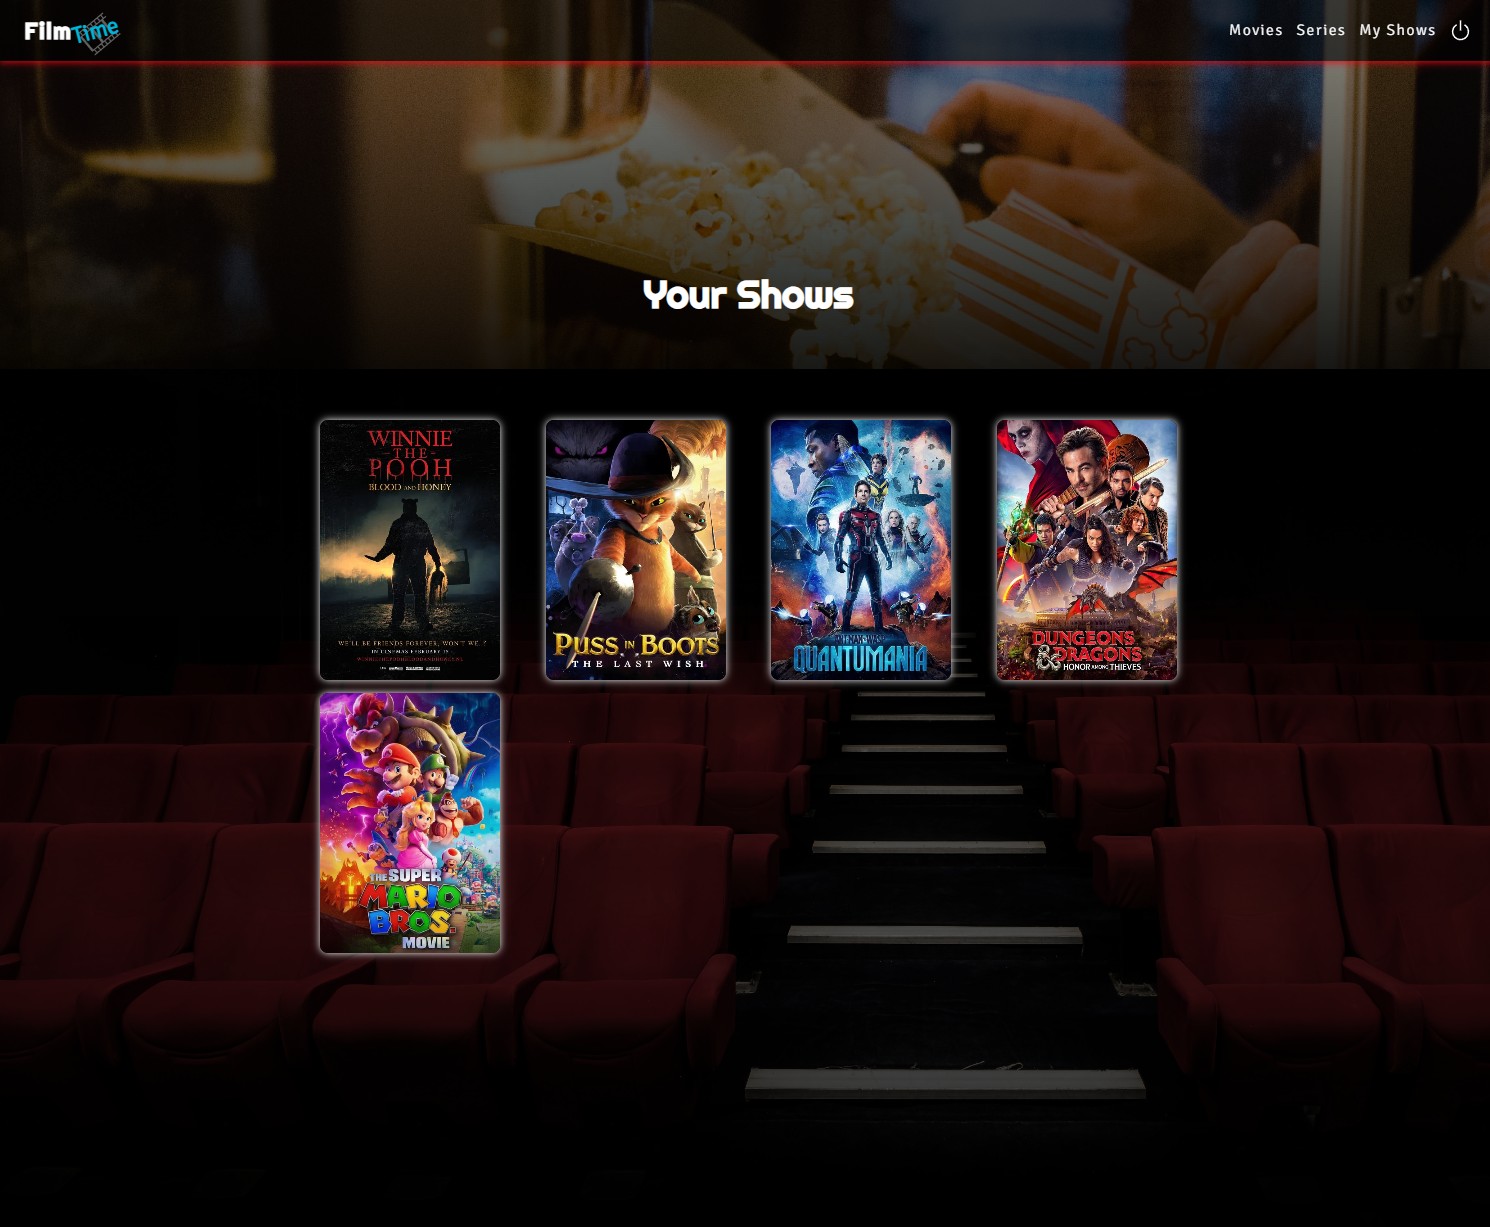 FilmTime
Movies Series My Shows
Your Shows
WINNIE
THE
POOH
BLOOD AND HONEY
WE'LL BE FRIENDS FOREVER, WON'T WE..?
IN CINEMAS FEBRUARY 15
PUSS IN BOOTS
THE LAST WISH
ANT-MAN AND THE WASP
QUANTUMANIA
DUNGEONS
& DRAGONS
HONOR AMONG THIEVES
THE SUPER
MARIO
BROS.
MOVIE